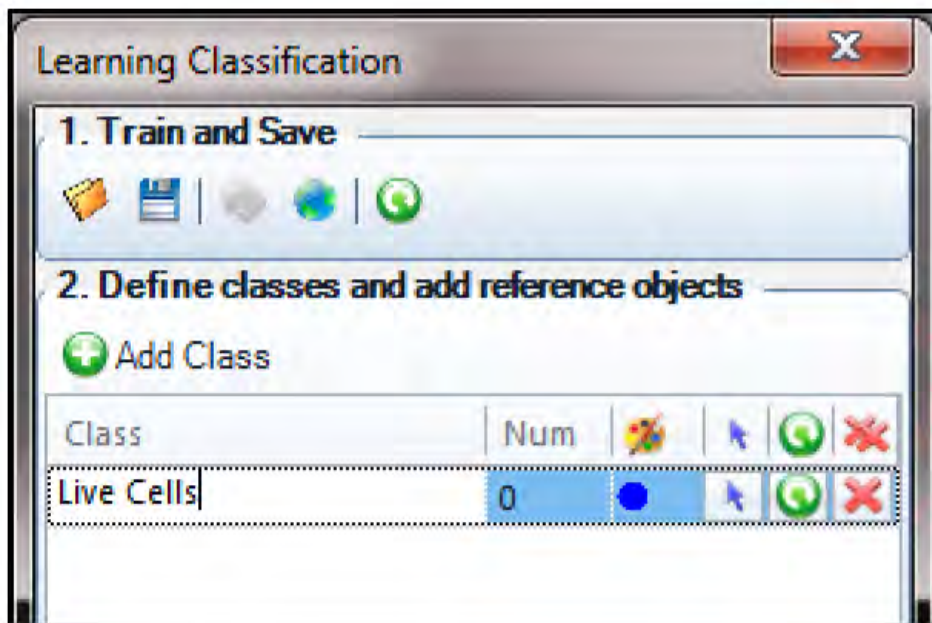 Learning Classification
1. Train and Save
2. Define classes and add reference objects
Add Class
Class Num
Live Cells 0